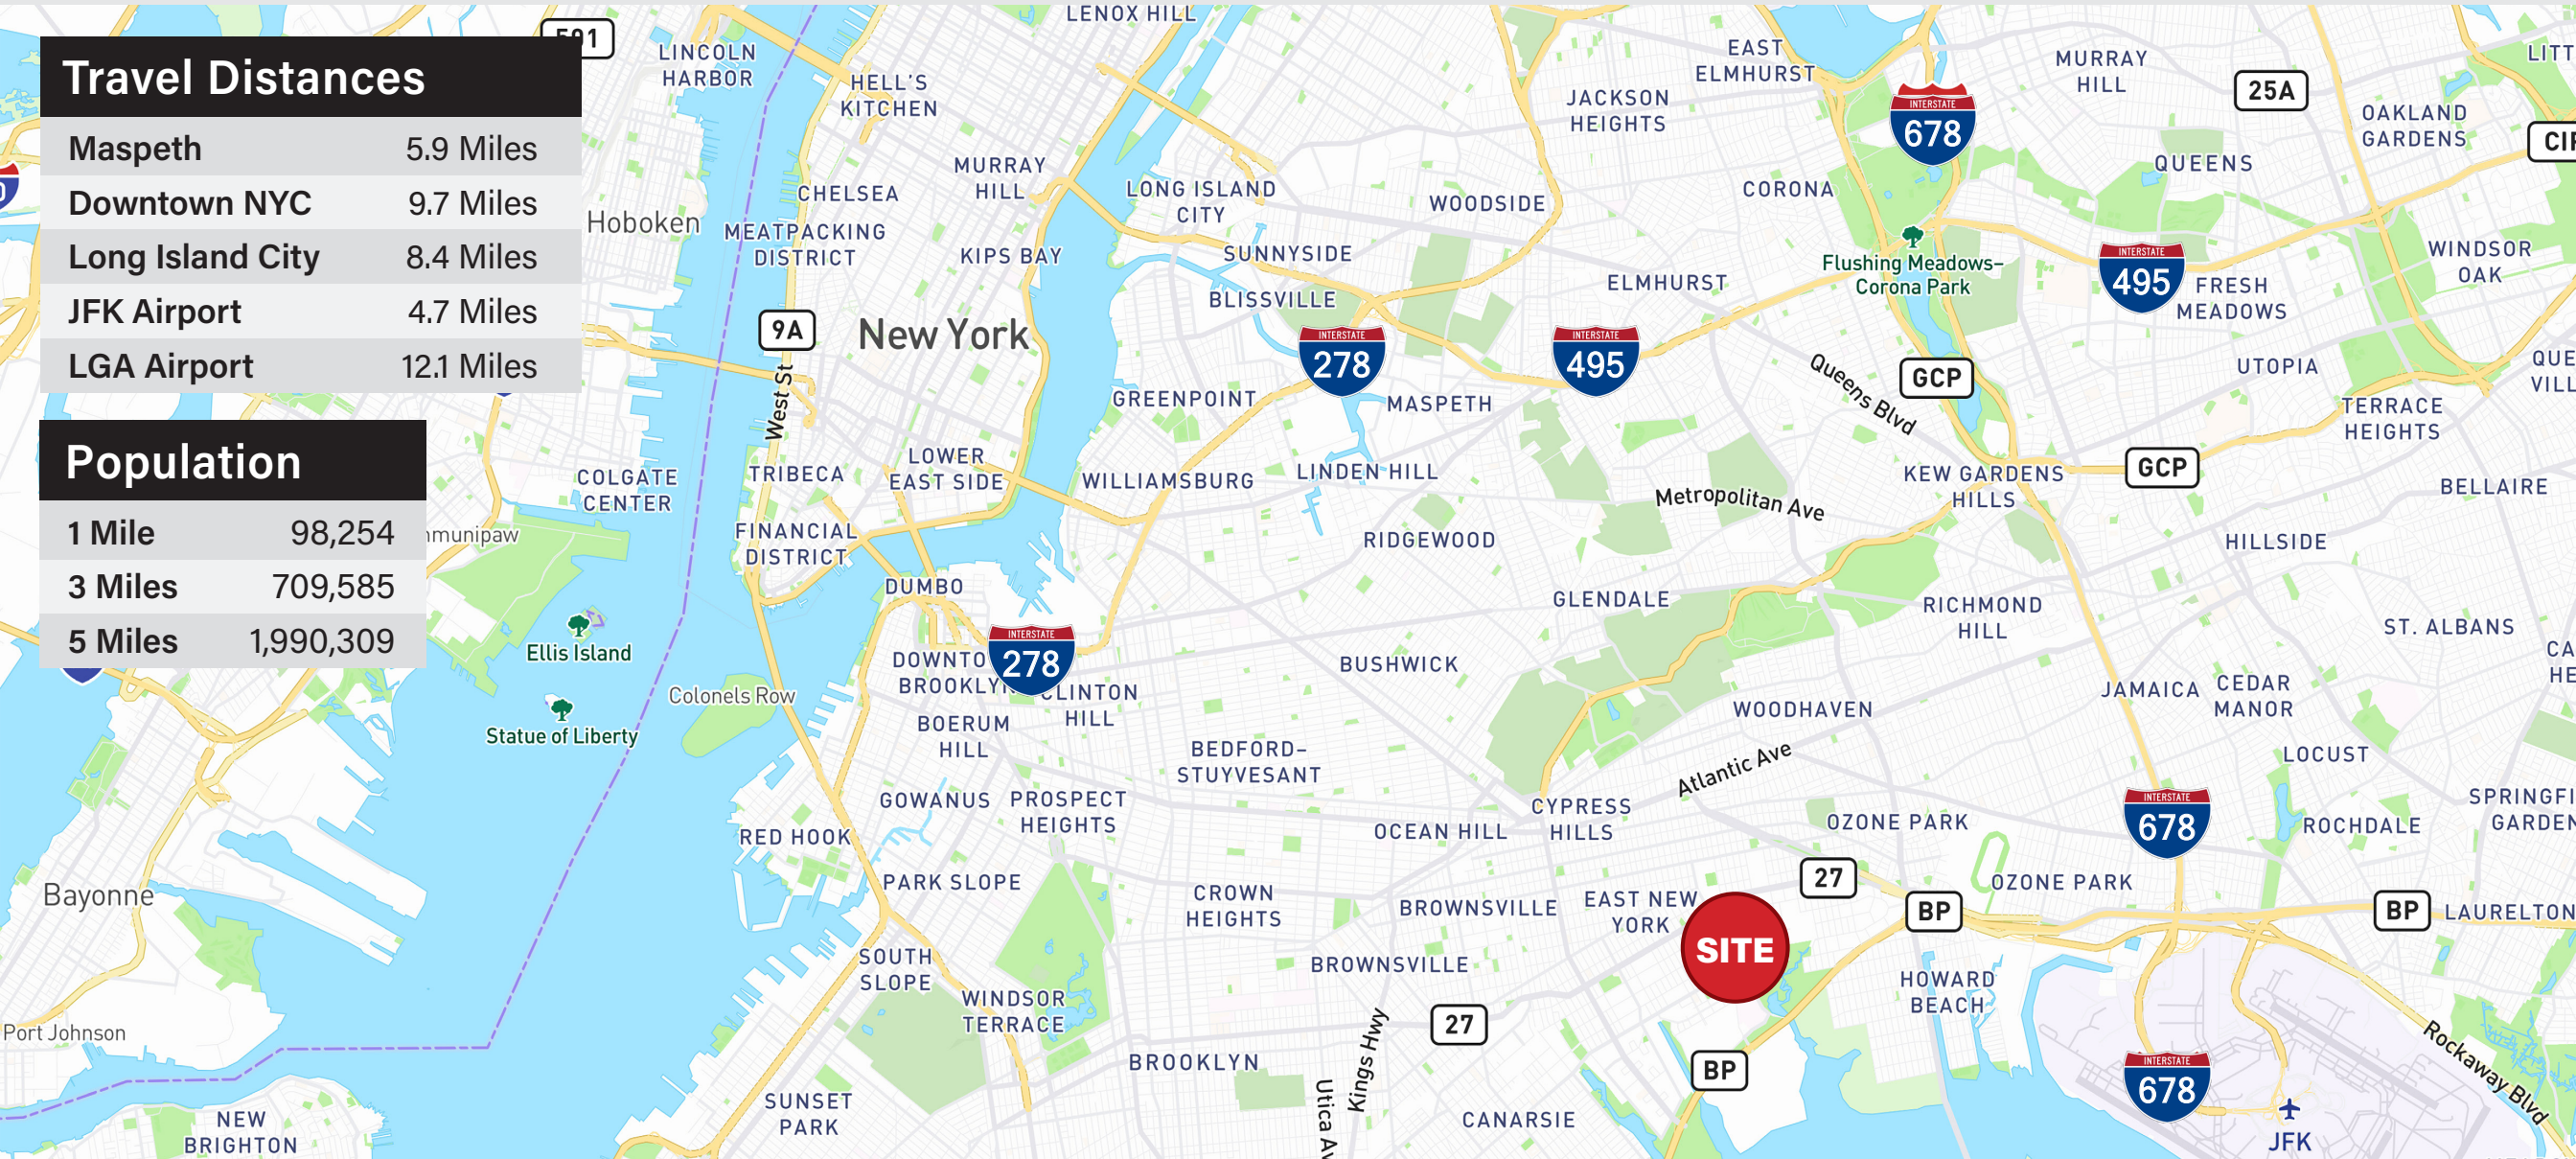 Travel Distances
Maspeth 5.9 Miles
Downtown NYC 9.7 Miles
Long Island City 8.4 Miles
JFK Airport 4.7 Miles
LGA Airport 12.1 Miles
Population
1 Mile 98,254
3 Miles 709,585
5 Miles 1,990,309
LENOX HILL
LINCOLN
HARBOR
HELL'S
KITCHEN
EAST
ELMHURST
MURRAY
HILL
25A
JACKSON
HEIGHTS
INTERSTATE
678
OAKLAND
GARDENS
MURRAY
HILL
QUEENS
CHELSEA
LONG ISLAND
CITY
WOODSIDE
CORONA
Hoboken
MEATPACKING
DISTRICT
KIPS BAY
SUNNYSIDE
Flushing Meadows–
Corona Park
INTERSTATE
495
WINDSOR
OAK
BLISSVILLE
ELMHURST
FRESH
MEADOWS
9A
New York
INTERSTATE
278
INTERSTATE
495
Queens Blvd
GCP
UTOPIA
West St
GREENPOINT
MASPETH
TERRACE
HEIGHTS
COLGATE
CENTER
TRIBECA
LOWER
EAST SIDE
WILLIAMSBURG
LINDEN HILL
Metropolitan Ave
KEW GARDENS
HILLS
GCP
BELLAIRE
FINANCIAL
DISTRICT
RIDGEWOOD
HILLSIDE
DUMBO
GLENDALE
RICHMOND
HILL
ST. ALBANS
Ellis Island
INTERSTATE
278
BROOKLYN
CLINTON
HILL
BUSHWICK
Colonels Row
JAMAICA
CEDAR
MANOR
WOODHAVEN
Statue of Liberty
BOERUM
HILL
BEDFORD–
STUYVESANT
Atlantic Ave
LOCUST
GOWANUS
PROSPECT
HEIGHTS
RED HOOK
OCEAN HILL
CYPRESS
HILLS
OZONE PARK
INTERSTATE
678
ROCHDALE
Bayonne
PARK SLOPE
CROWN
HEIGHTS
BROWNSVILLE
EAST NEW
YORK
27
OZONE PARK
BP
BP
LAURELTON
SITE
SOUTH
SLOPE
BROWNSVILLE
HOWARD
BEACH
WINDSOR
TERRACE
Port Johnson
27
Kings Hwy
BROOKLYN
BP
INTERSTATE
678
Rockaway Blvd
NEW
BRIGHTON
SUNSET
PARK
Utica
CANARSIE
JFK